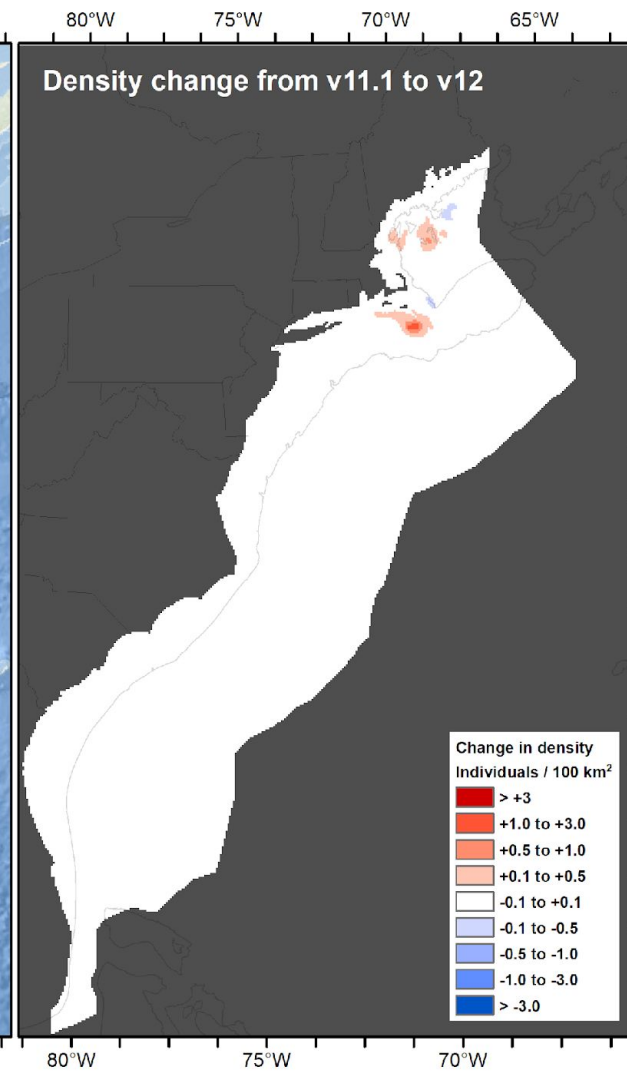 80°W 75°W 70°W 65°W
Density change from v11.1 to v12
Change in density
Individuals / 100 km²
> +3
+1.0 to +3.0
+0.5 to +1.0
+0.1 to +0.5
-0.1 to +0.1
-0.1 to -0.5
-0.5 to -1.0
-1.0 to -3.0
> -3.0
80°W 75°W 70°W